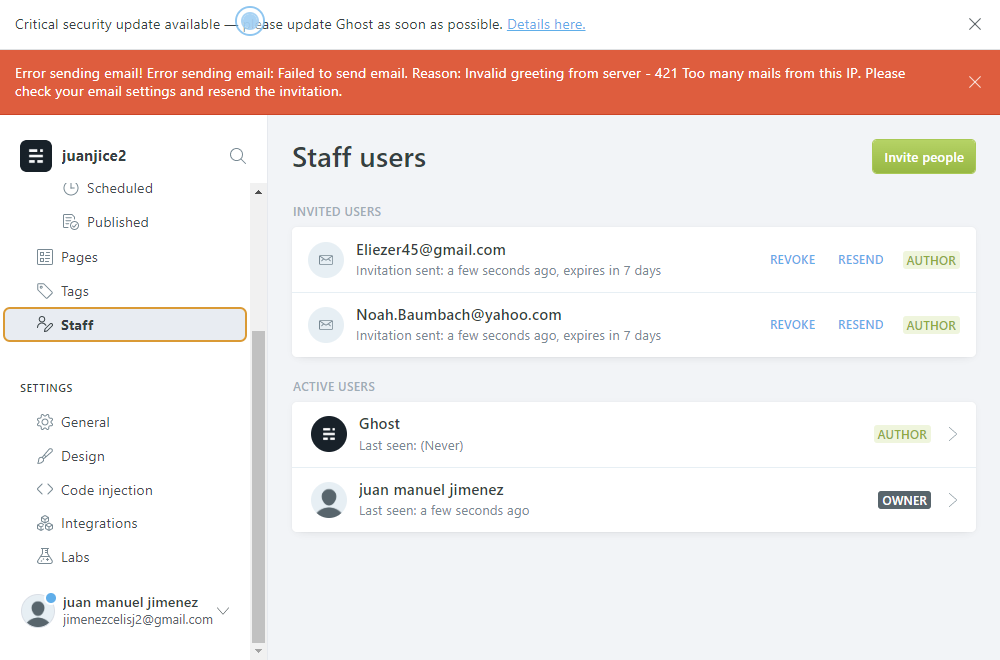 Critical security update available — please update Ghost as soon as possible. Details here.
Error sending email! Error sending email: Failed to send email. Reason: Invalid greeting from server - 421 Too many mails from this IP. Please
check your email settings and resend the invitation.
juanjice2
Scheduled
Published
Pages
Tags
Staff
SETTINGS
General
Design
Code injection
Integrations
Labs
juan manuel jimenez
jimenezcelisj2@gmail.com
Staff users
Invite people
INVITED USERS
Eliezer45@gmail.com
Invitation sent: a few seconds ago, expires in 7 days
REVOKE RESEND AUTHOR
Noah.Baumbach@yahoo.com
Invitation sent: a few seconds ago, expires in 7 days
REVOKE RESEND AUTHOR
ACTIVE USERS
Ghost
Last seen: (Never)
AUTHOR
juan manuel jimenez
Last seen: a few seconds ago
OWNER